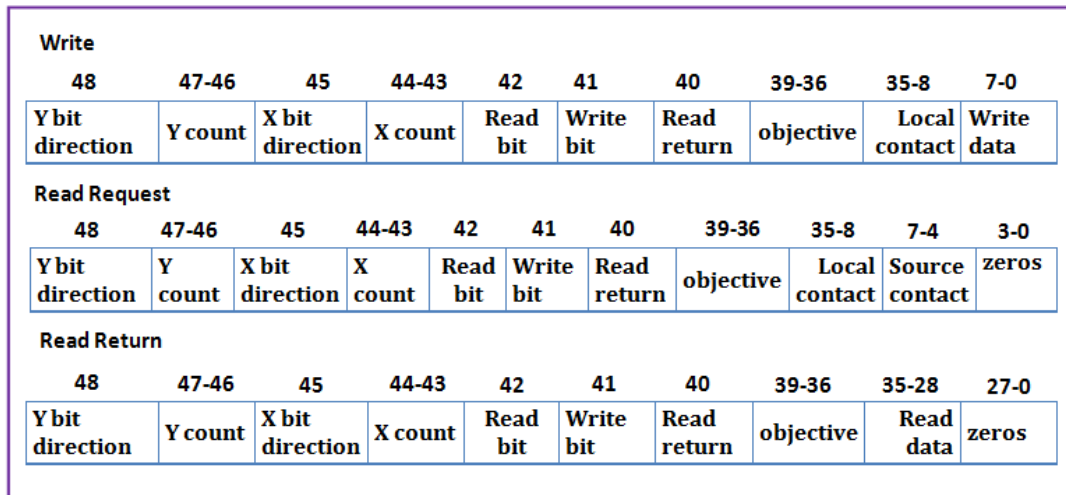 Write
48 47-46 45 44-43 42 41 40 39-36 35-8 7-0
Y bit direction Y count X bit direction X count Read bit Write bit Read return objective Local contact Write data
Read Request
48 47-46 45 44-43 42 41 40 39-36 35-8 7-4 3-0
Y bit direction Y count X bit direction X count Read bit Write bit Read return objective Local contact Source contact zeros
Read Return
48 47-46 45 44-43 42 41 40 39-36 35-28 27-0
Y bit direction Y count X bit direction X count Read bit Write bit Read return objective Read data zeros